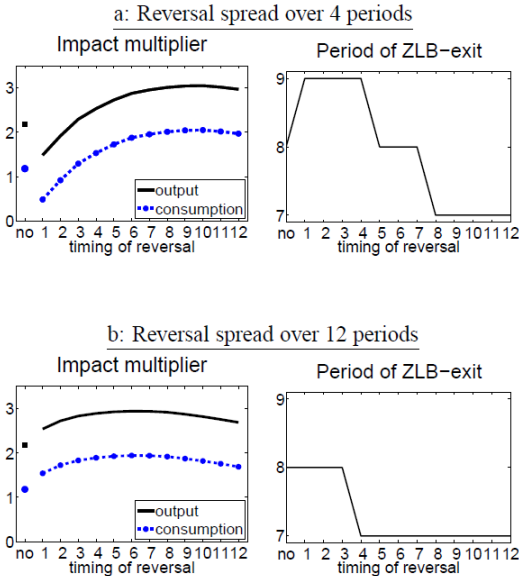 a: Reversal spread over 4 periods
Impact multiplier
3
2
1
0
output
consumption
no 1 2 3 4 5 6 7 8 9 10 11 12
timing of reversal
Period of ZLB−exit
9
8
7
no 1 2 3 4 5 6 7 8 9 10 11 12
timing of reversal
b: Reversal spread over 12 periods
Impact multiplier
3
2
1
0
output
consumption
no 1 2 3 4 5 6 7 8 9 10 11 12
timing of reversal
Period of ZLB−exit
9
8
7
no 1 2 3 4 5 6 7 8 9 10 11 12
timing of reversal